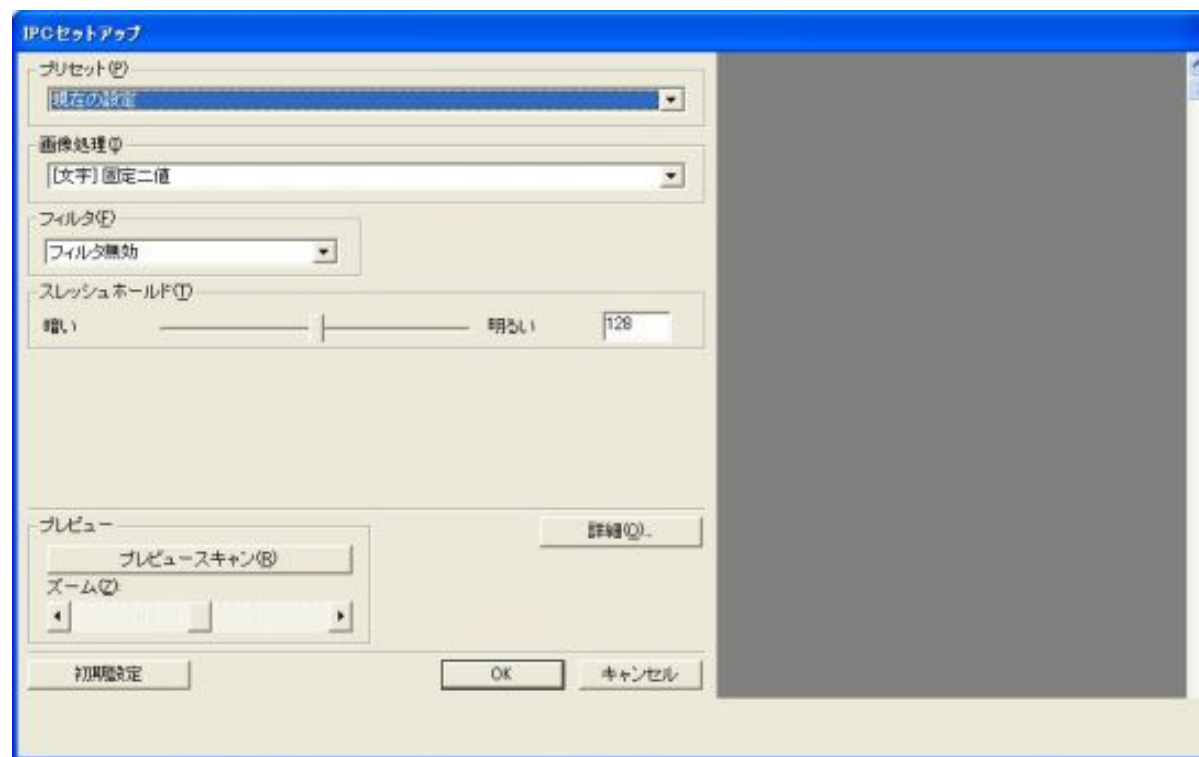 IPCセットアップ
プリセット(P)
現在の設定
画像処理(I)
[文字] 固定二値
フィルタ(F)
フィルタ無効
スレッシュホールド(T)
暗い 明るい 128
プレビュー
詳細(O)...
プレビュースキャン(R)
ズーム(Z):
初期設定 OK キャンセル